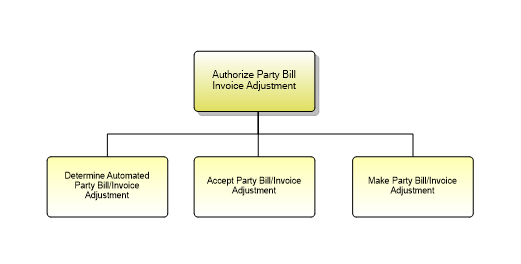 Authorize Party Bill
Invoice Adjustment
Determine Automated
Party Bill/Invoice
Adjustment
Accept Party Bill/Invoice
Adjustment
Make Party Bill/Invoice
Adjustment